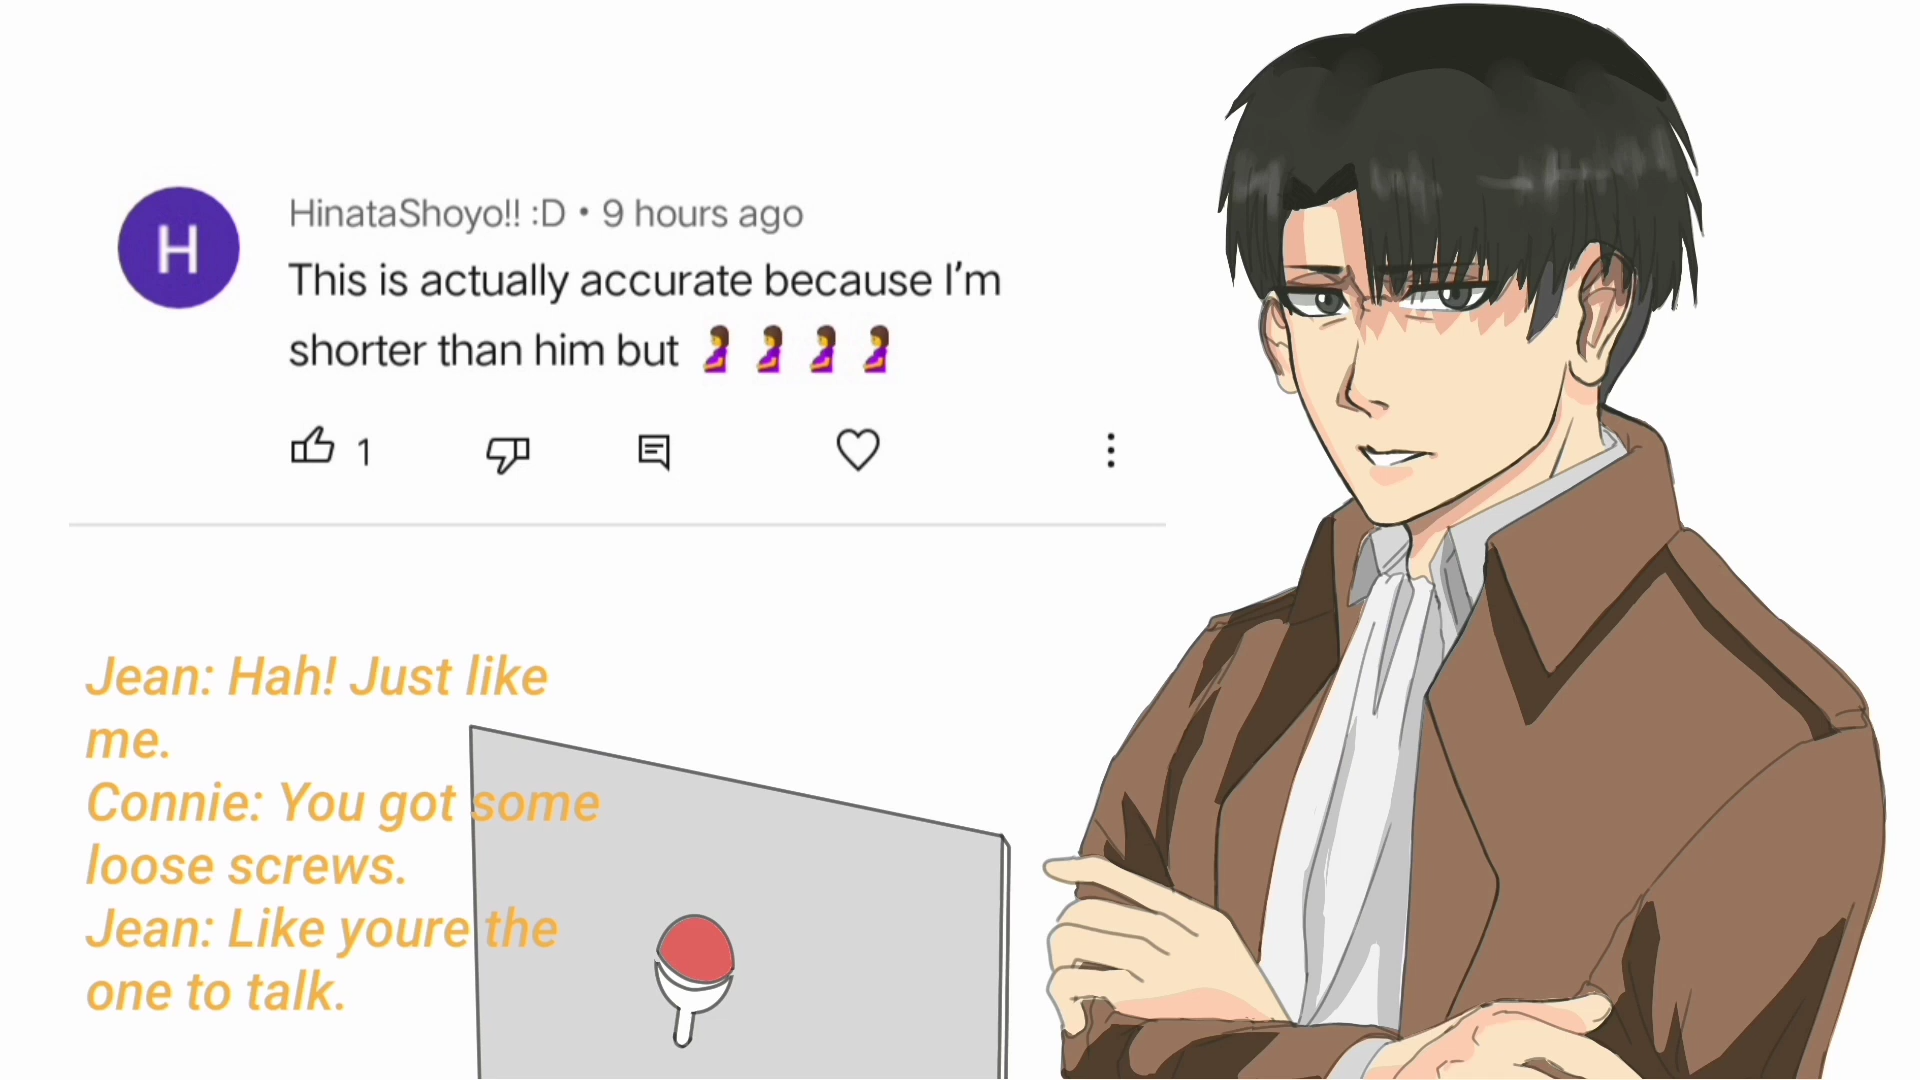 H
HinataShoyo!! :D • 9 hours ago
This is actually accurate because I'm
shorter than him but 🤰🤰🤰🤰
1
Jean: Hah! Just like
me.
Connie: You got some
loose screws.
Jean: Like youre the
one to talk.